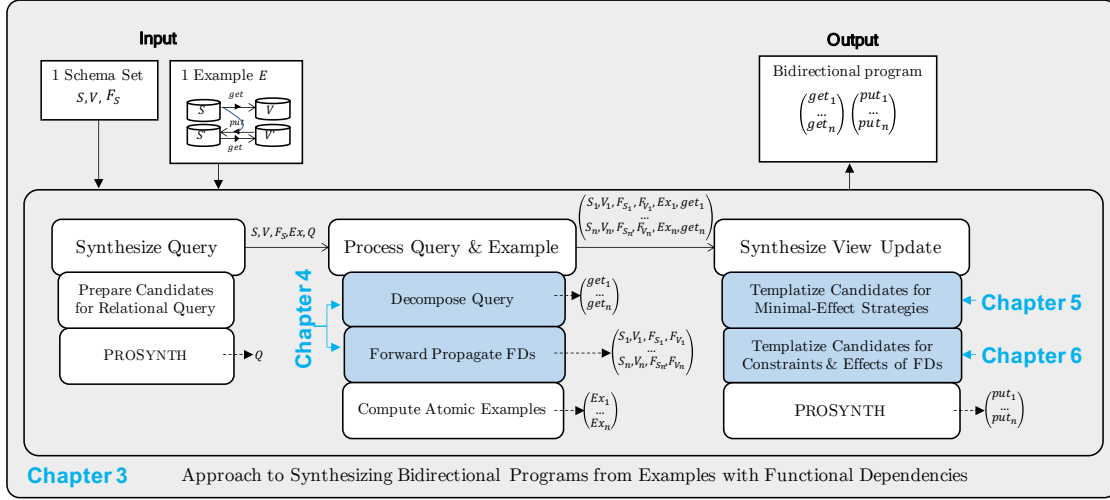 Input
Output
1 Schema Set
S, V, F_S
1 Example E
get
S
V
put
S'
V'
get
Bidirectional program
(get_1
...
get_n)
(put_1
...
put_n)
Synthesize Query
S, V, F_S, Ex, Q
Process Query & Example
(S_1, V_1, F_{S_1}, F_{V_1}, Ex_1, get_1
...
S_n, V_n, F_{S_n}, F_{V_n}, Ex_n, get_n)
Synthesize View Update
Prepare Candidates
for Relational Query
PROSYNTH
Q
Chapter 4
Decompose Query
(get_1
...
get_n)
Forward Propagate FDs
(S_1, V_1, F_{S_1}, F_{V_1}
...
S_n, V_n, F_{S_n}, F_{V_n})
Compute Atomic Examples
(Ex_1
...
Ex_n)
Templatize Candidates for
Minimal-Effect Strategies
Chapter 5
Templatize Candidates for
Constraints & Effects of FDs
Chapter 6
PROSYNTH
(put_1
...
put_n)
Chapter 3
Approach to Synthesizing Bidirectional Programs from Examples with Functional Dependencies